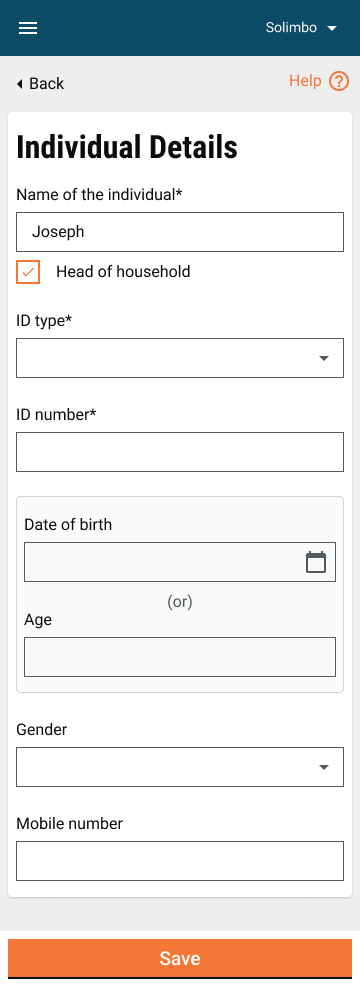 Solimbo
Back
Help
Individual Details
Name of the individual*
Joseph
Head of household
ID type*
ID number*
Date of birth
(or)
Age
Gender
Mobile number
Save